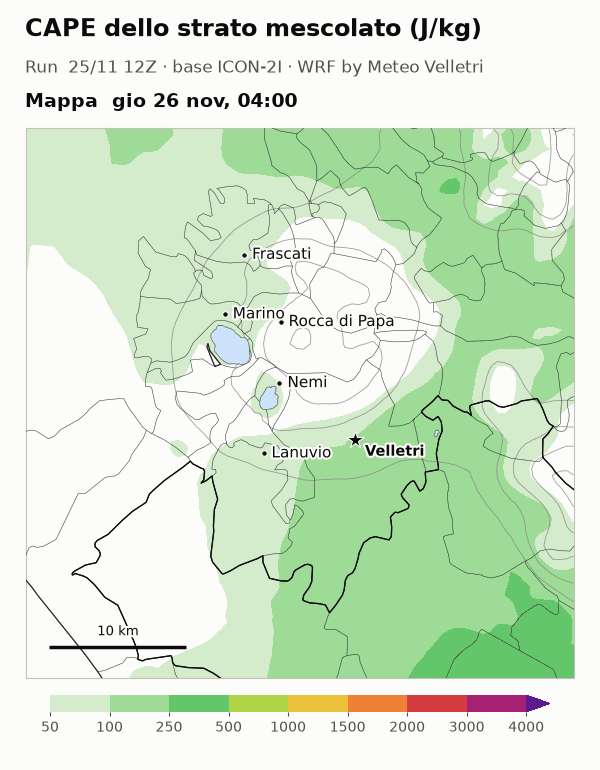 CAPE dello strato mescolato (J/kg)
Run  25/11 12Z · base ICON-2I · WRF by Meteo Velletri
Mappa  gio 26 nov, 04:00
Frascati
Marino
Rocca di Papa
Nemi
Velletri
Lanuvio
10 km
50 100 250 500 1000 1500 2000 3000 4000